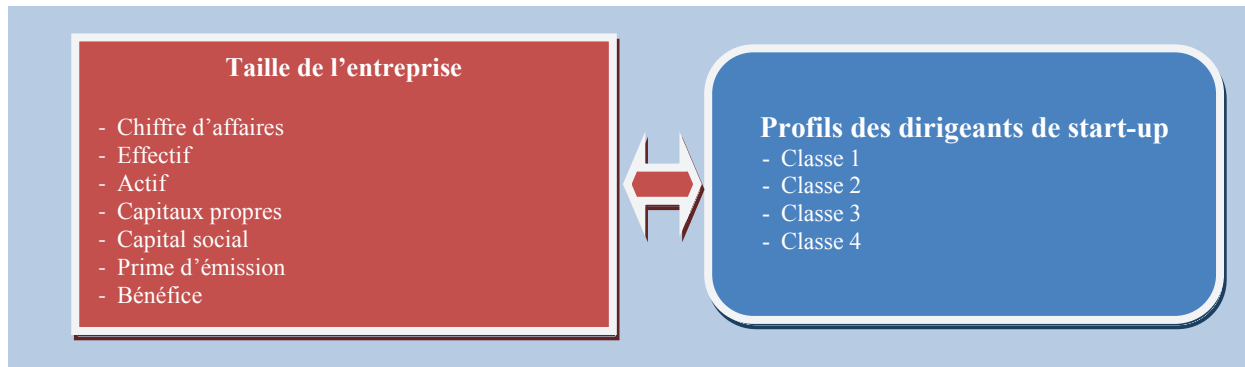 Taille de l’entreprise
- Chiffre d’affaires
- Effectif
- Actif
- Capitaux propres
- Capital social
- Prime d’émission
- Bénéfice
Profils des dirigeants de start-up
- Classe 1
- Classe 2
- Classe 3
- Classe 4